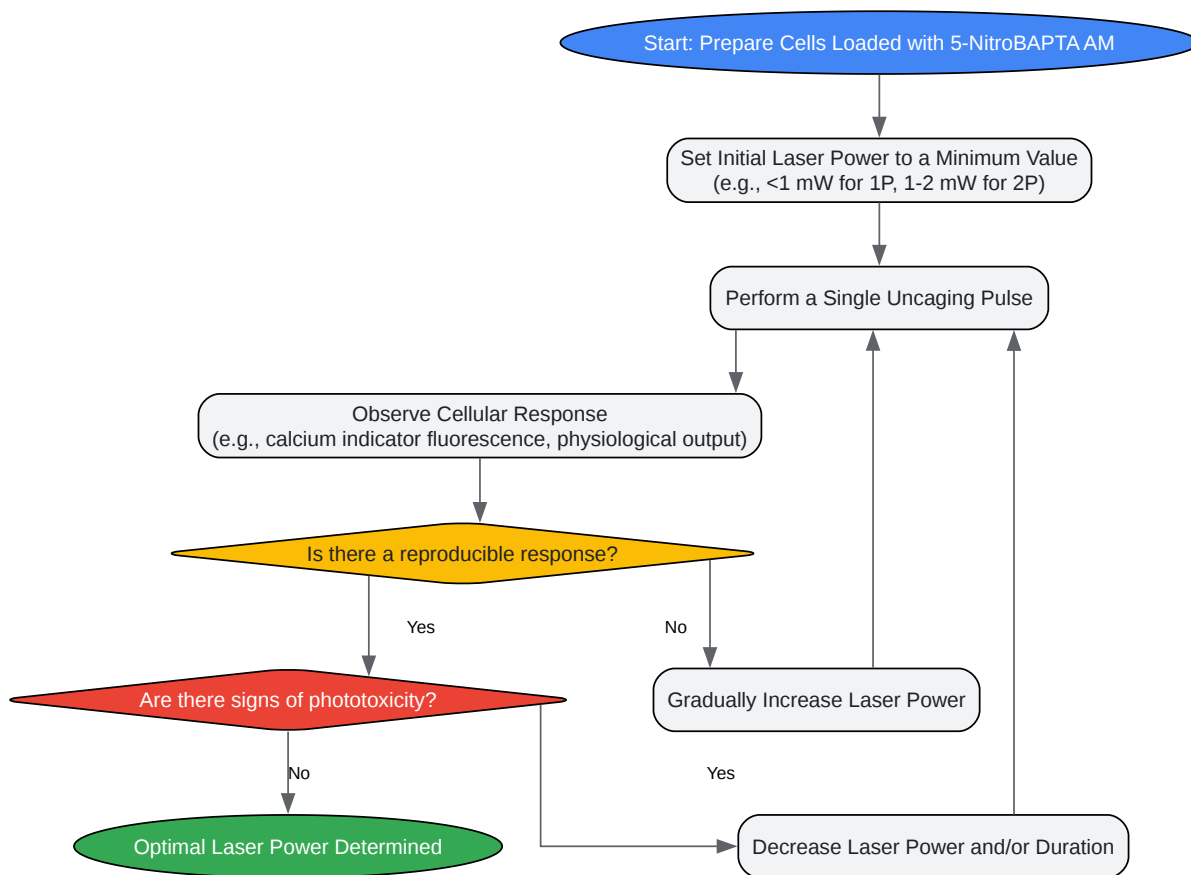 Start: Prepare Cells Loaded with 5-NitroBAPTA AM
Set Initial Laser Power to a Minimum Value
(e.g., <1 mW for 1P, 1-2 mW for 2P)
Perform a Single Uncaging Pulse
Observe Cellular Response
(e.g., calcium indicator fluorescence, physiological output)
Is there a reproducible response?
Yes
No
Are there signs of phototoxicity?
Gradually Increase Laser Power
No
Yes
Optimal Laser Power Determined
Decrease Laser Power and/or Duration